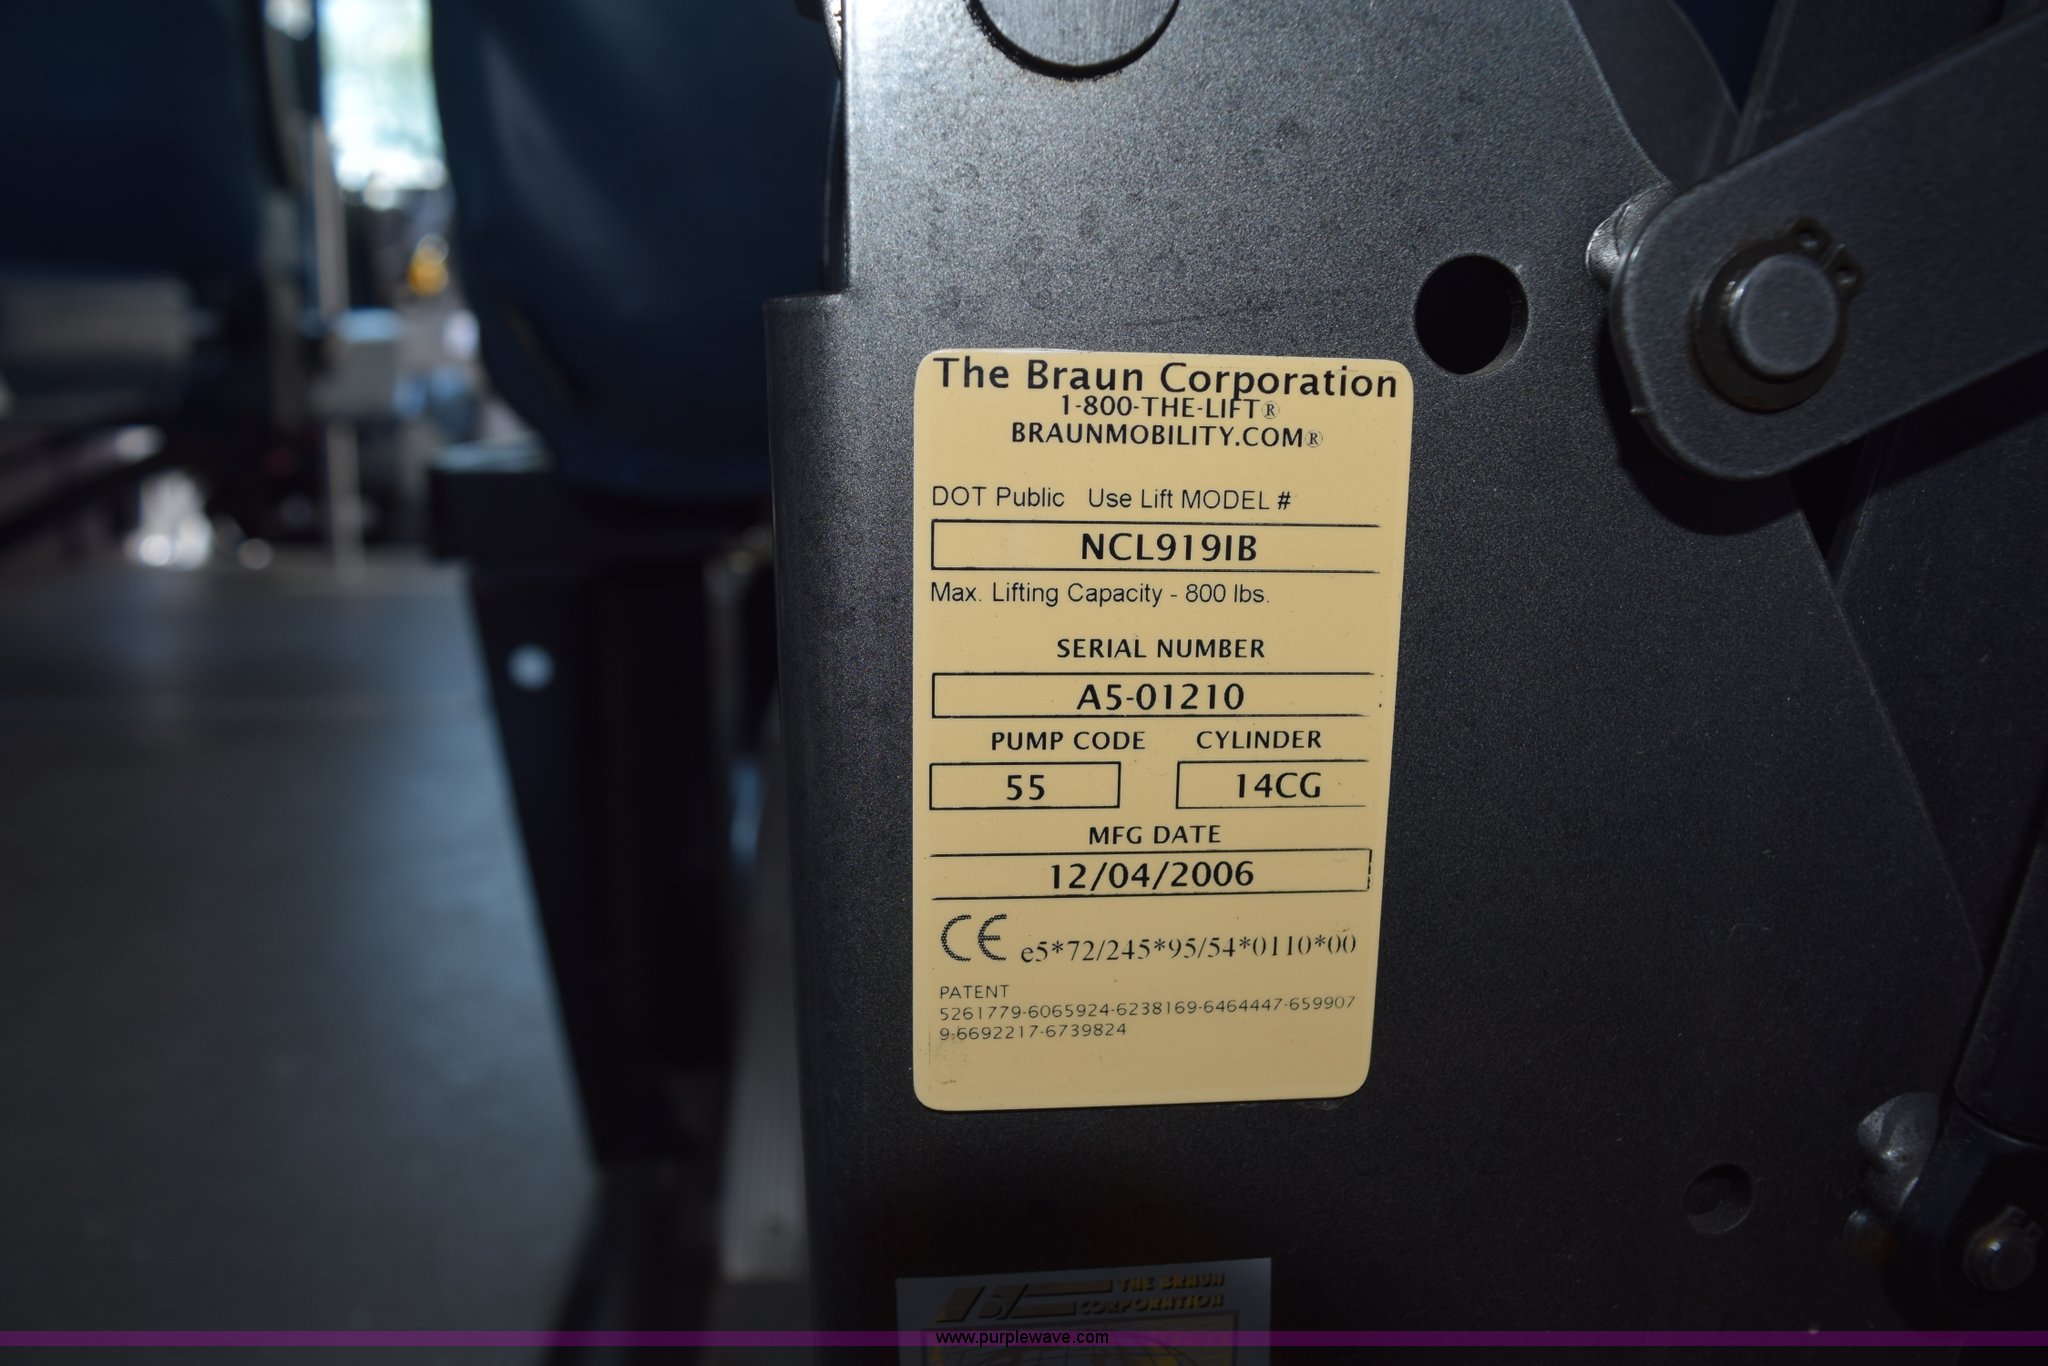 The Braun Corporation
1-800-THE-LIFT®
BRAUNMOBILITY.COM®
DOT Public Use Lift MODEL #
NCL919IB
Max. Lifting Capacity - 800 lbs.
SERIAL NUMBER
A5-01210
PUMP CODE CYLINDER
55 14CG
MFG DATE
12/04/2006
CE e5*72/245*95/54*0110*00
PATENT
5261779-6065924-6238169-6464447-659907
9-6692217-6739824
THE BRAUN
CORPORATION
www.purplewave.com